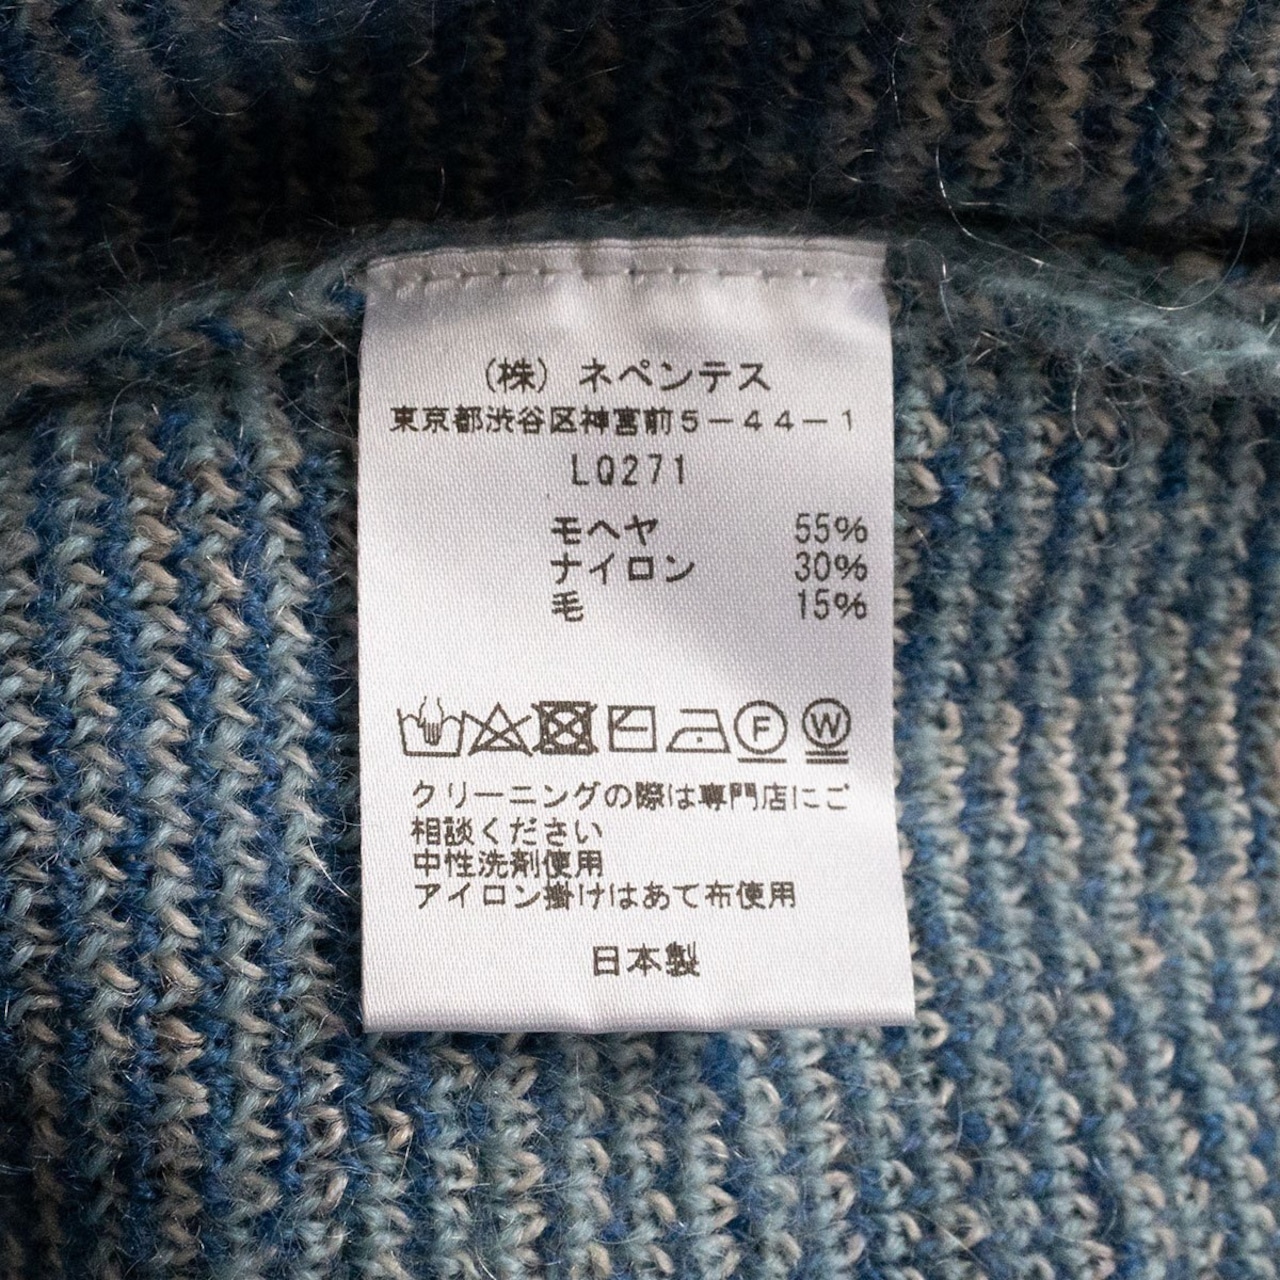 (株) ネペンテス
東京都渋谷区神宮前5－44－1
LQ271
モヘヤ 55%
ナイロン 30%
毛 15%
F W
クリーニングの際は専門店にご
相談ください
中性洗剤使用
アイロン掛けはあて布使用
日本製